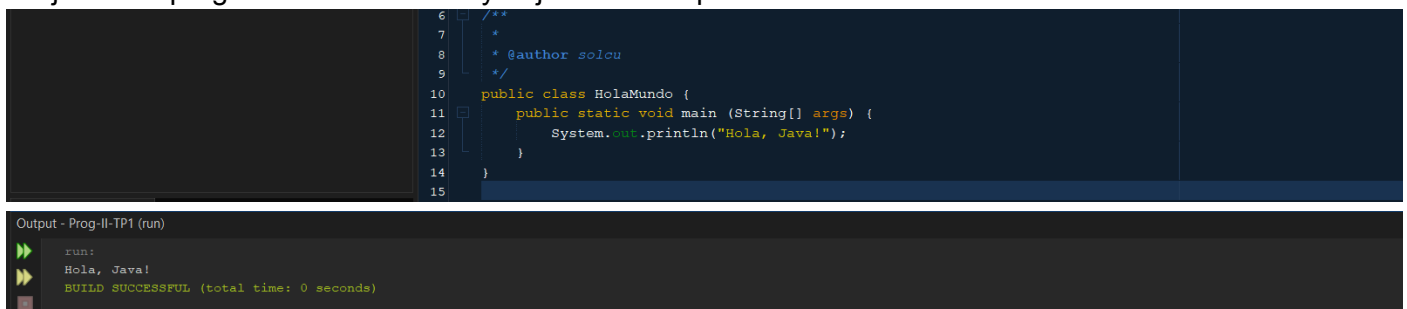 6 /**
7 *
8 * @author solcu
9 */
10 public class HolaMundo {
11 public static void main (String[] args) {
12 System.out.println("Hola, Java!");
13 }
14 }
15
Output - Prog-II-TP1 (run)
run:
Hola, Java!
BUILD SUCCESSFUL (total time: 0 seconds)